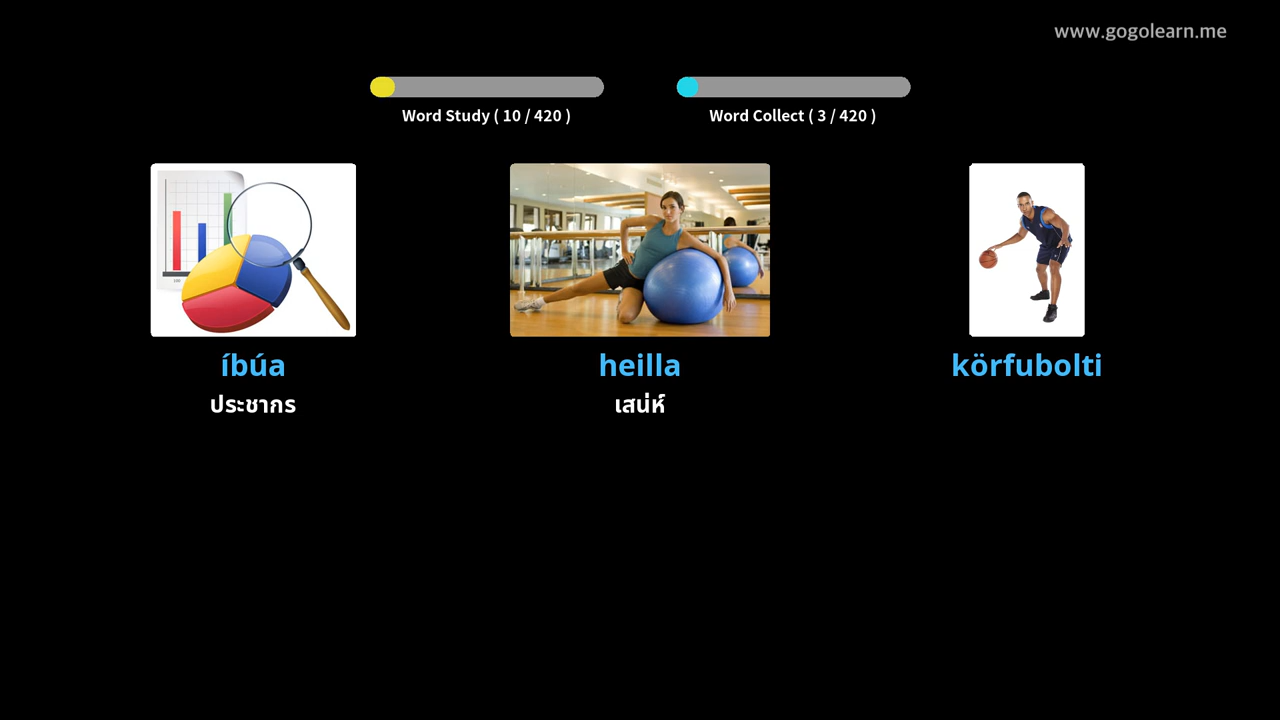 www.gogolearn.me
Word Study ( 10 / 420 )
Word Collect ( 3 / 420 )
íbúa
heilla
körfubolti
ประชากร
เสน่ห์